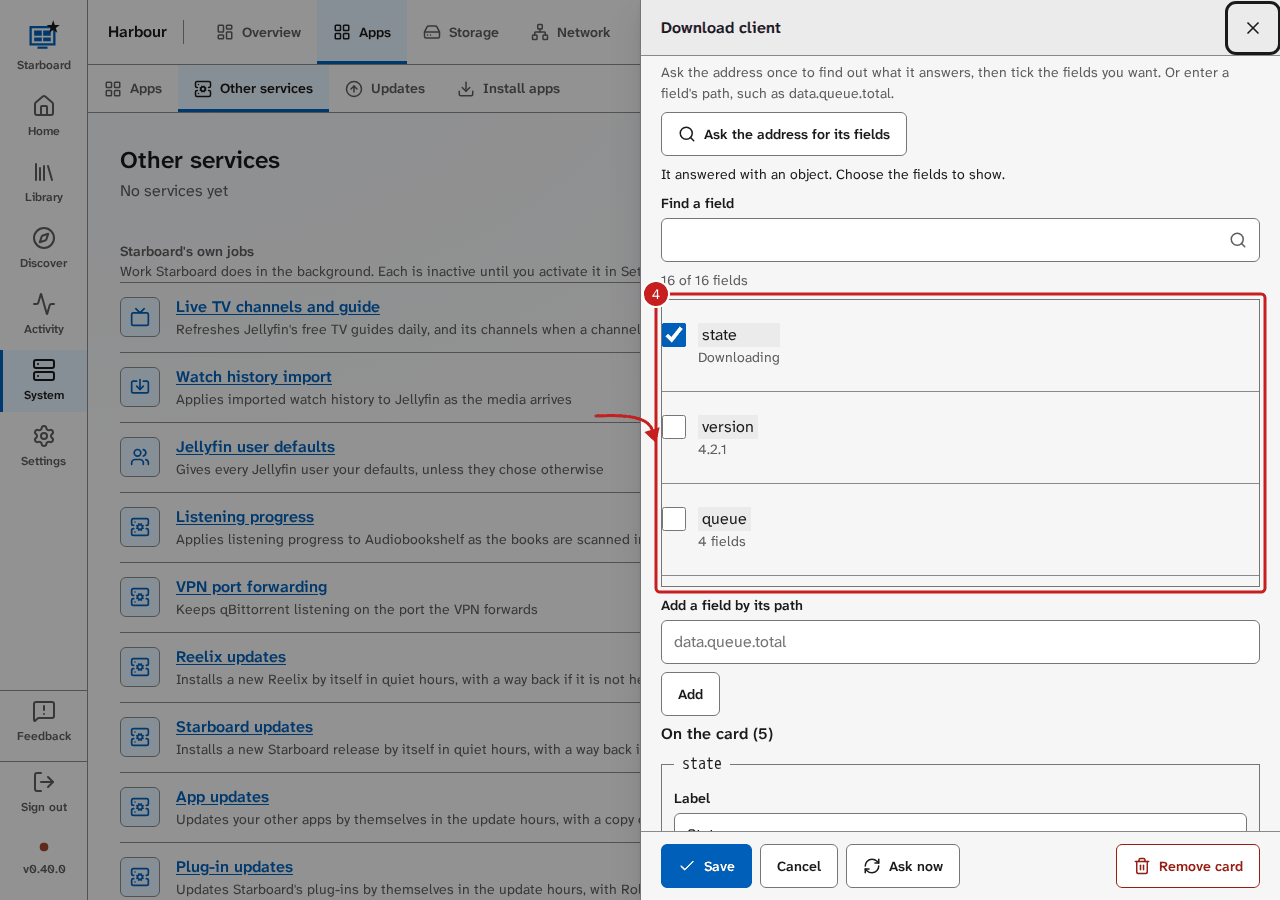 Starboard
Home
Library
Discover
Activity
System
Settings
Feedback
Sign out
v0.40.0
Harbour
Overview
Apps
Storage
Network
Apps
Other services
Updates
Install apps
Other services
No services yet
Starboard's own jobs
Work Starboard does in the background. Each is inactive until you activate it in Set
Live TV channels and guide
Refreshes Jellyfin's free TV guides daily, and its channels when a channel
Watch history import
Applies imported watch history to Jellyfin as the media arrives
Jellyfin user defaults
Gives every Jellyfin user your defaults, unless they chose otherwise
Listening progress
Applies listening progress to Audiobookshelf as the books are scanned i
VPN port forwarding
Keeps qBittorrent listening on the port the VPN forwards
Reelix updates
Installs a new Reelix by itself in quiet hours, with a way back if it is not he
Starboard updates
Installs a new Starboard release by itself in quiet hours, with a way back i
App updates
Updates your other apps by themselves in the update hours, with a copy
Plug-in updates
Updates Starboard's plug-ins by themselves in the update hours, with Rol
Download client
Ask the address once to find out what it answers, then tick the fields you want. Or enter a
field's path, such as data.queue.total.
Ask the address for its fields
It answered with an object. Choose the fields to show.
Find a field
16 of 16 fields
4
state
Downloading
version
4.2.1
queue
4 fields
Add a field by its path
data.queue.total
Add
On the card (5)
state
Label
Save
Cancel
Ask now
Remove card